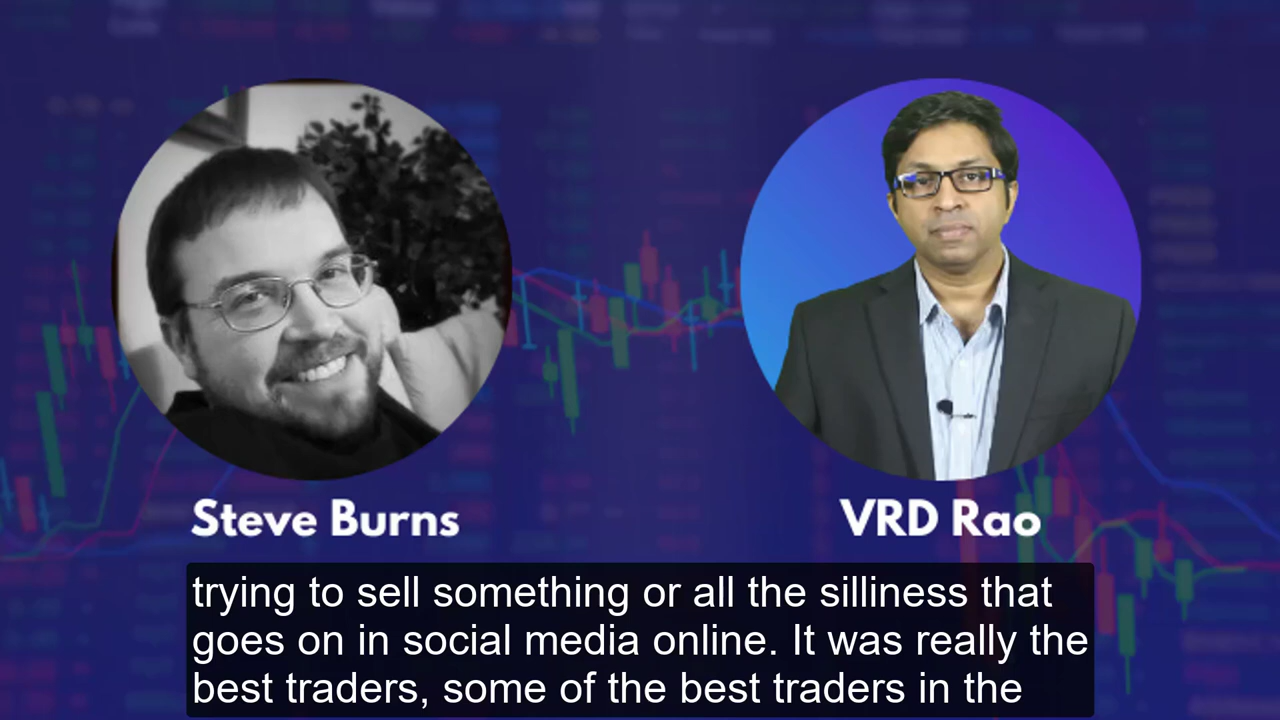 Steve Burns
VRD Rao
trying to sell something or all the silliness that
goes on in social media online. It was really the
best traders, some of the best traders in the